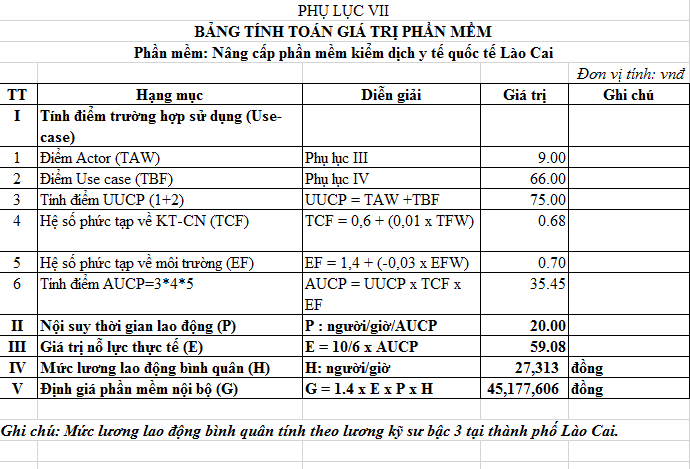 PHỤ LỤC VII
BẢNG TÍNH TOÁN GIÁ TRỊ PHẦN MỀM
Phần mềm: Nâng cấp phần mềm kiểm dịch y tế quốc tế Lào Cai
Đơn vị tính: vnđ
TT Hạng mục Diễn giải Giá trị Ghi chú
I Tính điểm trường hợp sử dụng (Use-
case)
1 Điểm Actor (TAW) Phụ lục III 9.00
2 Điểm Use case (TBF) Phụ lục IV 66.00
3 Tính điểm UUCP (1+2) UUCP = TAW +TBF 75.00
4 Hệ số phức tạp về KT-CN (TCF) TCF = 0,6 + (0,01 x TFW) 0.68
5 Hệ số phức tạp về môi trường (EF) EF = 1,4 + (-0,03 x EFW) 0.70
6 Tính điểm AUCP=3*4*5 AUCP = UUCP x TCF x 35.45
EF
II Nội suy thời gian lao động (P) P : người/giờ/AUCP 20.00
III Giá trị nỗ lực thực tế (E) E = 10/6 x AUCP 59.08
IV Mức lương lao động bình quân (H) H: người/giờ 27,313 đồng
V Định giá phần mềm nội bộ (G) G = 1.4 x E x P x H 45,177,606 đồng
Ghi chú: Mức lương lao động bình quân tính theo lương kỹ sư bậc 3 tại thành phố Lào Cai.